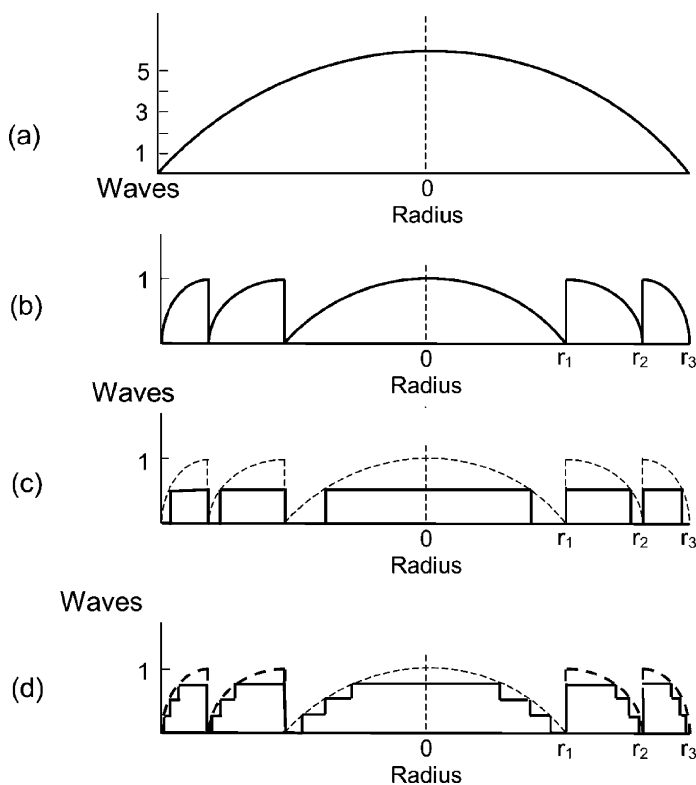 5
3
(a)
1
Waves
0
Radius
1
(b)
0
r₁
r₂
r₃
Radius
Waves
1
(c)
0
r₁
r₂
r₃
Radius
Waves
1
(d)
0
r₁
r₂
r₃
Radius